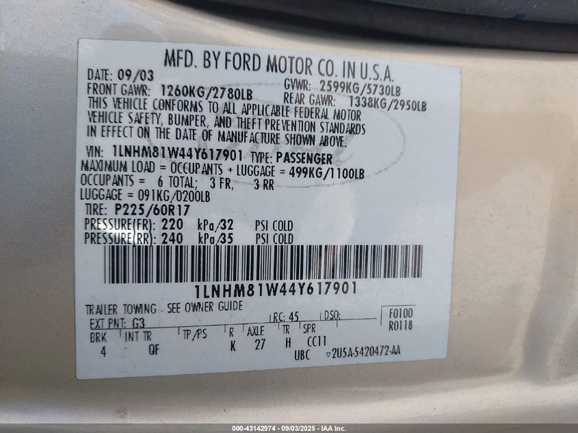 MFD. BY FORD MOTOR CO. IN U.S.A.
DATE: 09/03 GVWR: 2599KG/5730LB
FRONT GAWR: 1260KG/2780LB REAR GAWR: 1338KG/2950LB
THIS VEHICLE CONFORMS TO ALL APPLICABLE FEDERAL MOTOR
VEHICLE SAFETY, BUMPER, AND THEFT PREVENTION STANDARDS
IN EFFECT ON THE DATE OF MANUFACTURE SHOWN ABOVE.
VIN: 1LNHM81W44Y617901 TYPE: PASSENGER
MAXIMUM LOAD = OCCUPANTS + LUGGAGE = 499KG/1100LB
OCCUPANTS = 6 TOTAL; 3 FR, 3 RR
LUGGAGE = 091KG/0200LB
TIRE: P225/60R17
PRESSURE(FR): 220 kPa/32 PSI COLD
PRESSURE(RR): 240 kPa/35 PSI COLD
1LNHM81W44Y617901
TRAILER TOWING - SEE OWNER GUIDE
EXT PNT: G3 RC: 45 DSO: F0100
BRK INT TR TP/PS R AXLE TR SPR R0118
4 QF K 27 H CC11
UBC 2U5A-5420472-AA
000-43142974 - 09/03/2025 - IAA Inc.